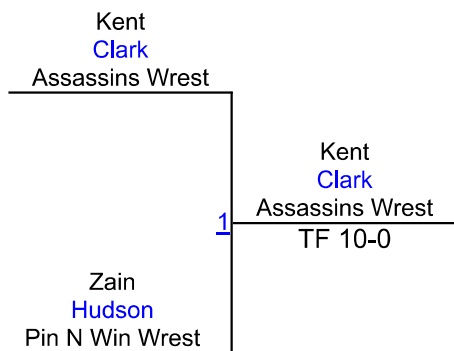 Kent
Clark
Assassins Wrest
Kent
Clark
Assassins Wrest
1
TF 10-0
Zain
Hudson
Pin N Win Wrest